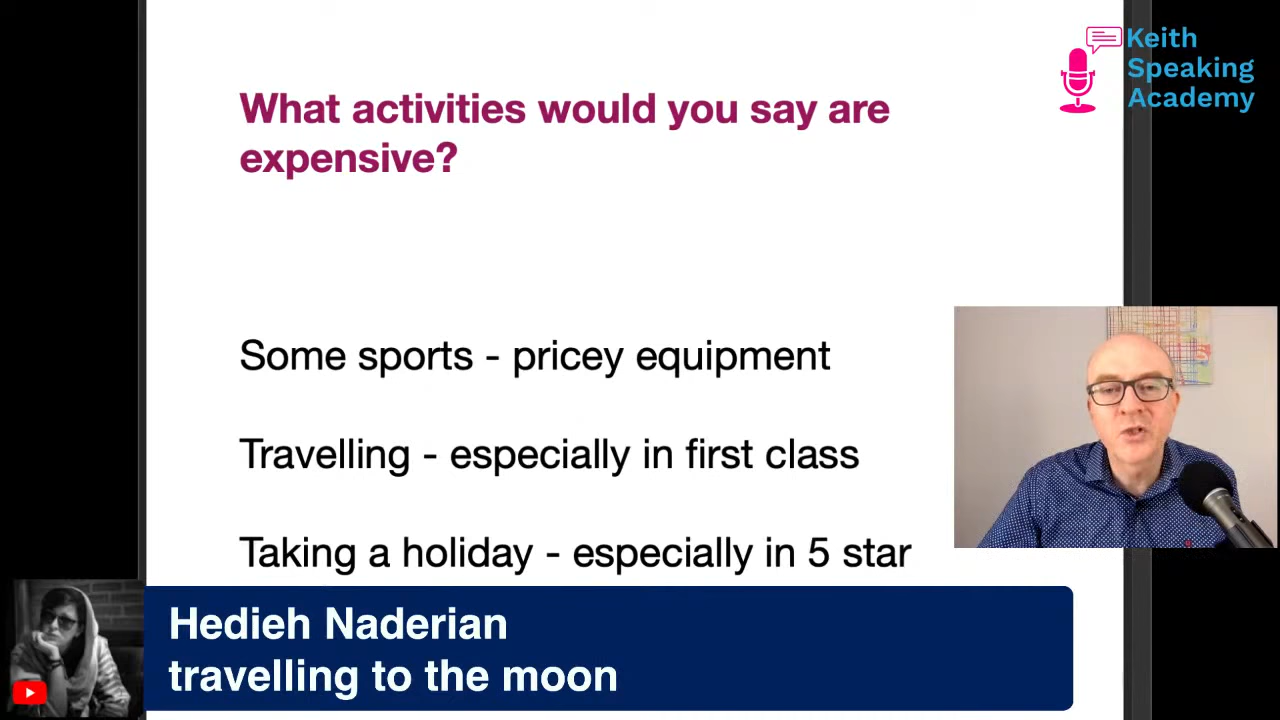 Keith
Speaking
Academy
What activities would you say are
expensive?
Some sports - pricey equipment
Travelling - especially in first class
Taking a holiday - especially in 5 star
Hedieh Naderian
travelling to the moon